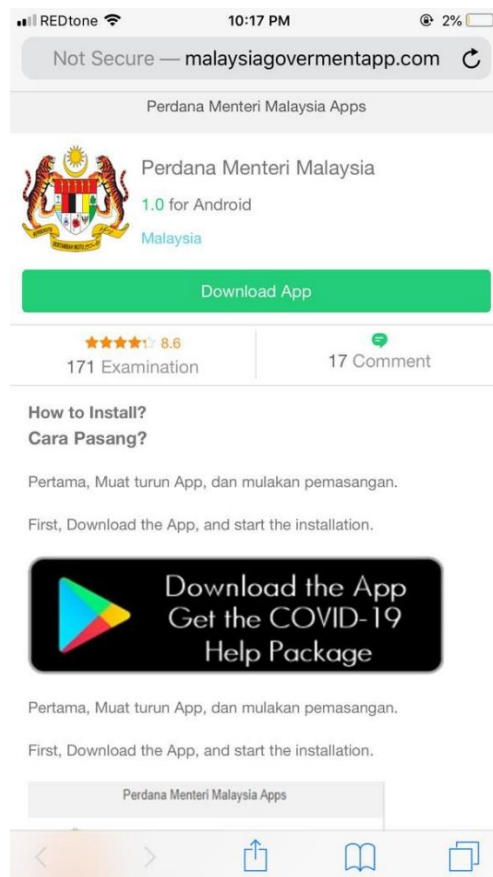 REDtone 10:17 PM 2%
Not Secure — malaysiagovermentapp.com
Perdana Menteri Malaysia Apps
Perdana Menteri Malaysia
1.0 for Android
Malaysia
Download App
8.6
171 Examination
17 Comment
How to Install?
Cara Pasang?
Pertama, Muat turun App, dan mulakan pemasangan.
First, Download the App, and start the installation.
Download the App
Get the COVID-19
Help Package
Pertama, Muat turun App, dan mulakan pemasangan.
First, Download the App, and start the installation.
Perdana Menteri Malaysia Apps